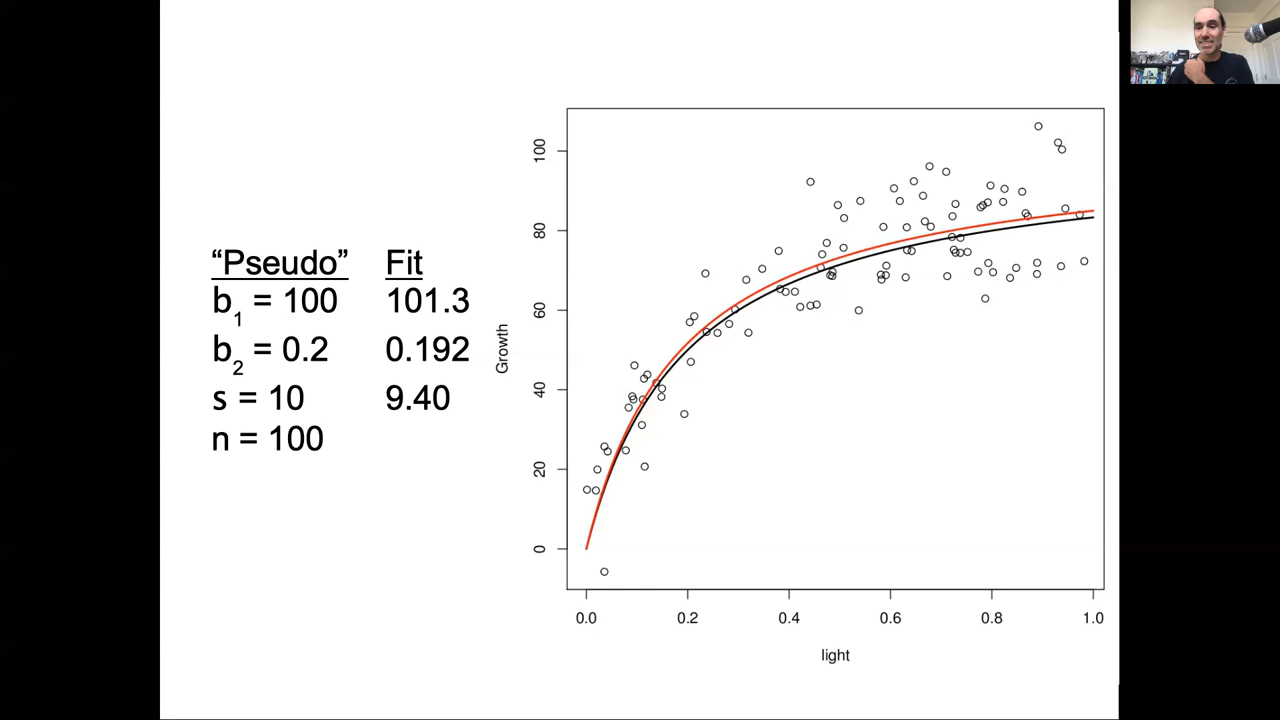 “Pseudo” Fit
b1 = 100 101.3
b2 = 0.2 0.192
s = 10 9.40
n = 100
Growth
100
80
60
40
20
0
0.0 0.2 0.4 0.6 0.8 1.0
light